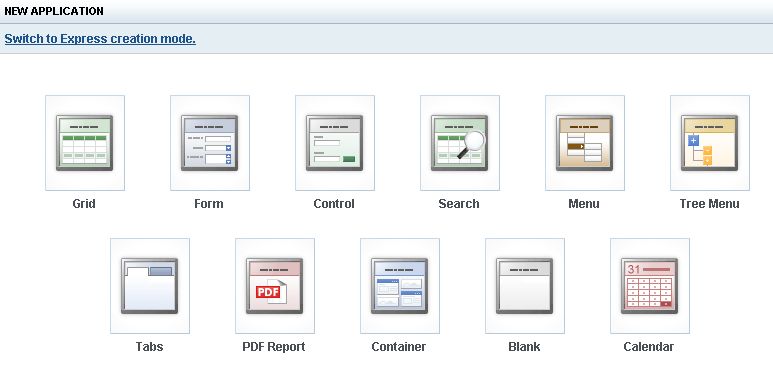 NEW APPLICATION
Switch to Express creation mode.
Grid Form Control Search Menu Tree Menu
PDF
31
Tabs PDF Report Container Blank Calendar